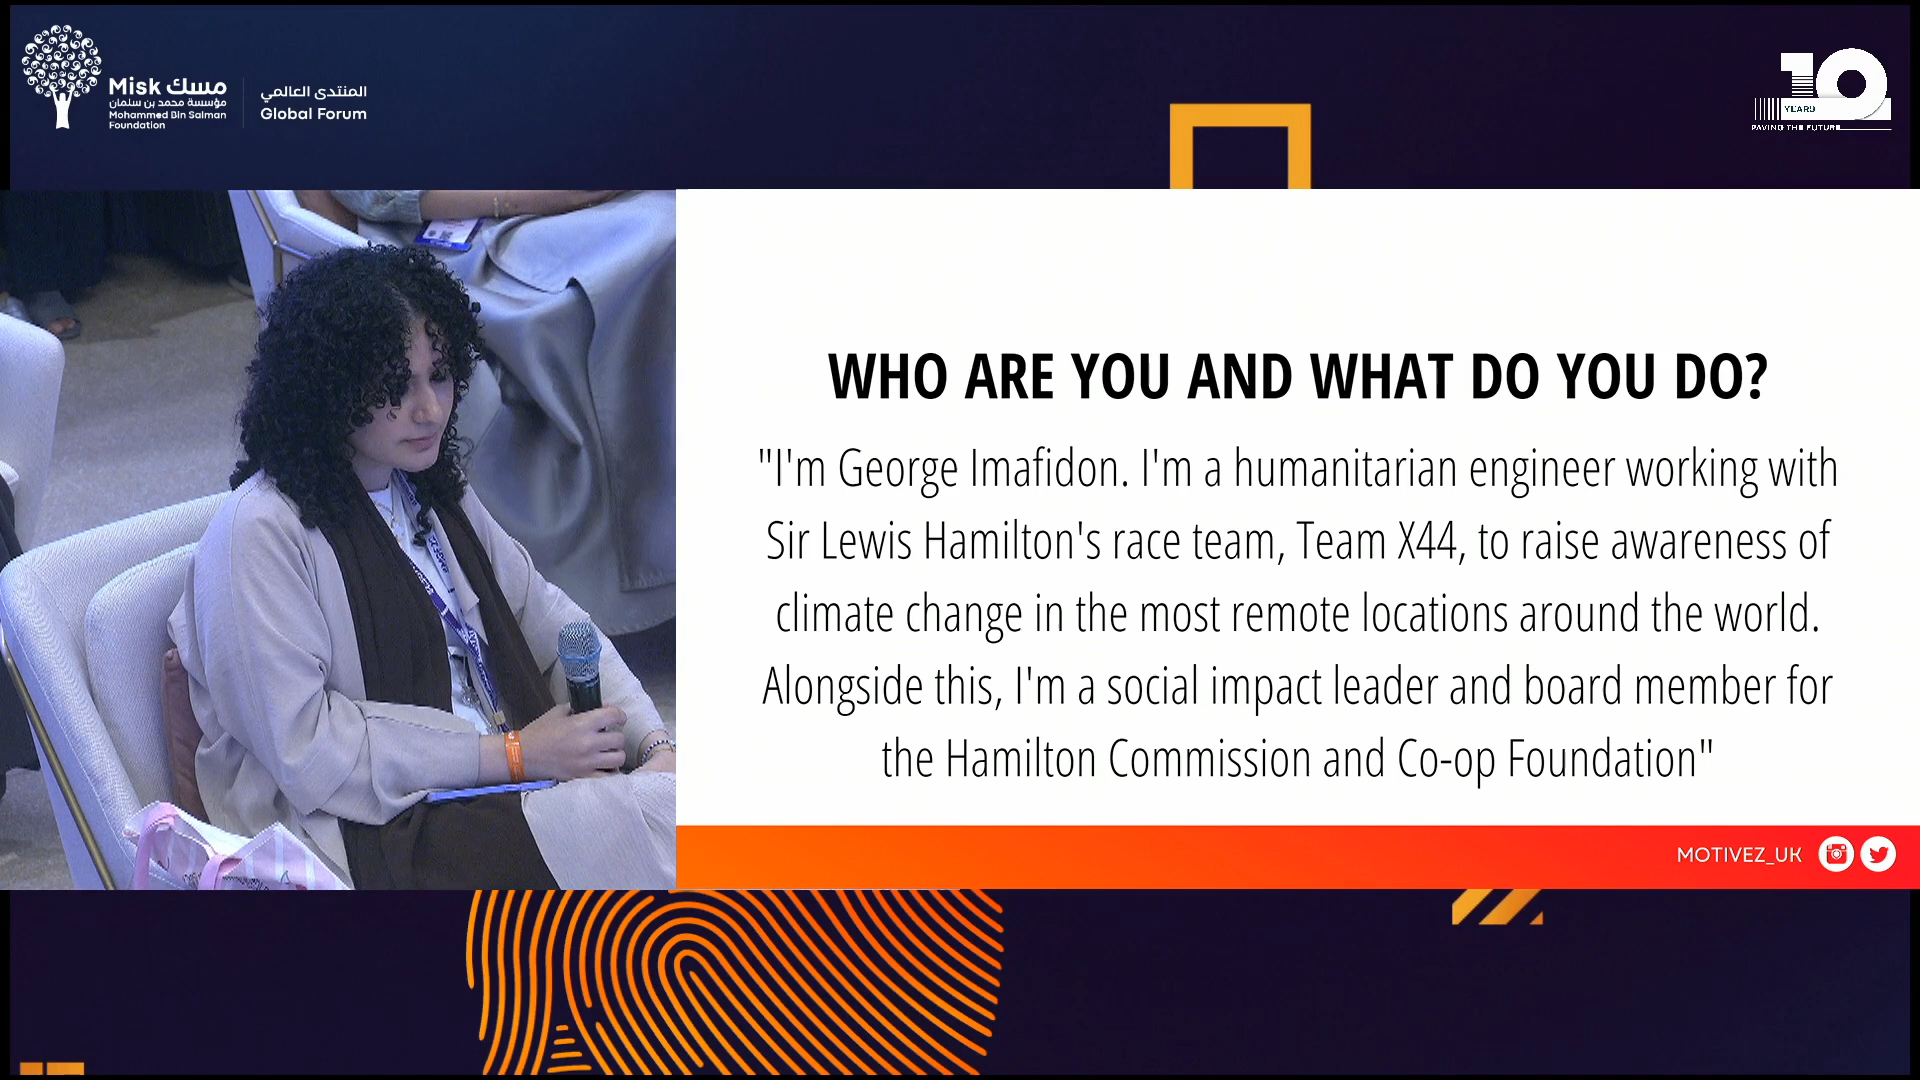 Misk مسك
مؤسسة محمد بن سلمان
Mohammed Bin Salman
Foundation
المنتدى العالمي
Global Forum
10
YEARS
PAVING THE FUTURE
WHO ARE YOU AND WHAT DO YOU DO?
"I'm George Imafidon. I'm a humanitarian engineer working with
Sir Lewis Hamilton's race team, Team X44, to raise awareness of
climate change in the most remote locations around the world.
Alongside this, I'm a social impact leader and board member for
the Hamilton Commission and Co-op Foundation"
MOTIVEZ_UK